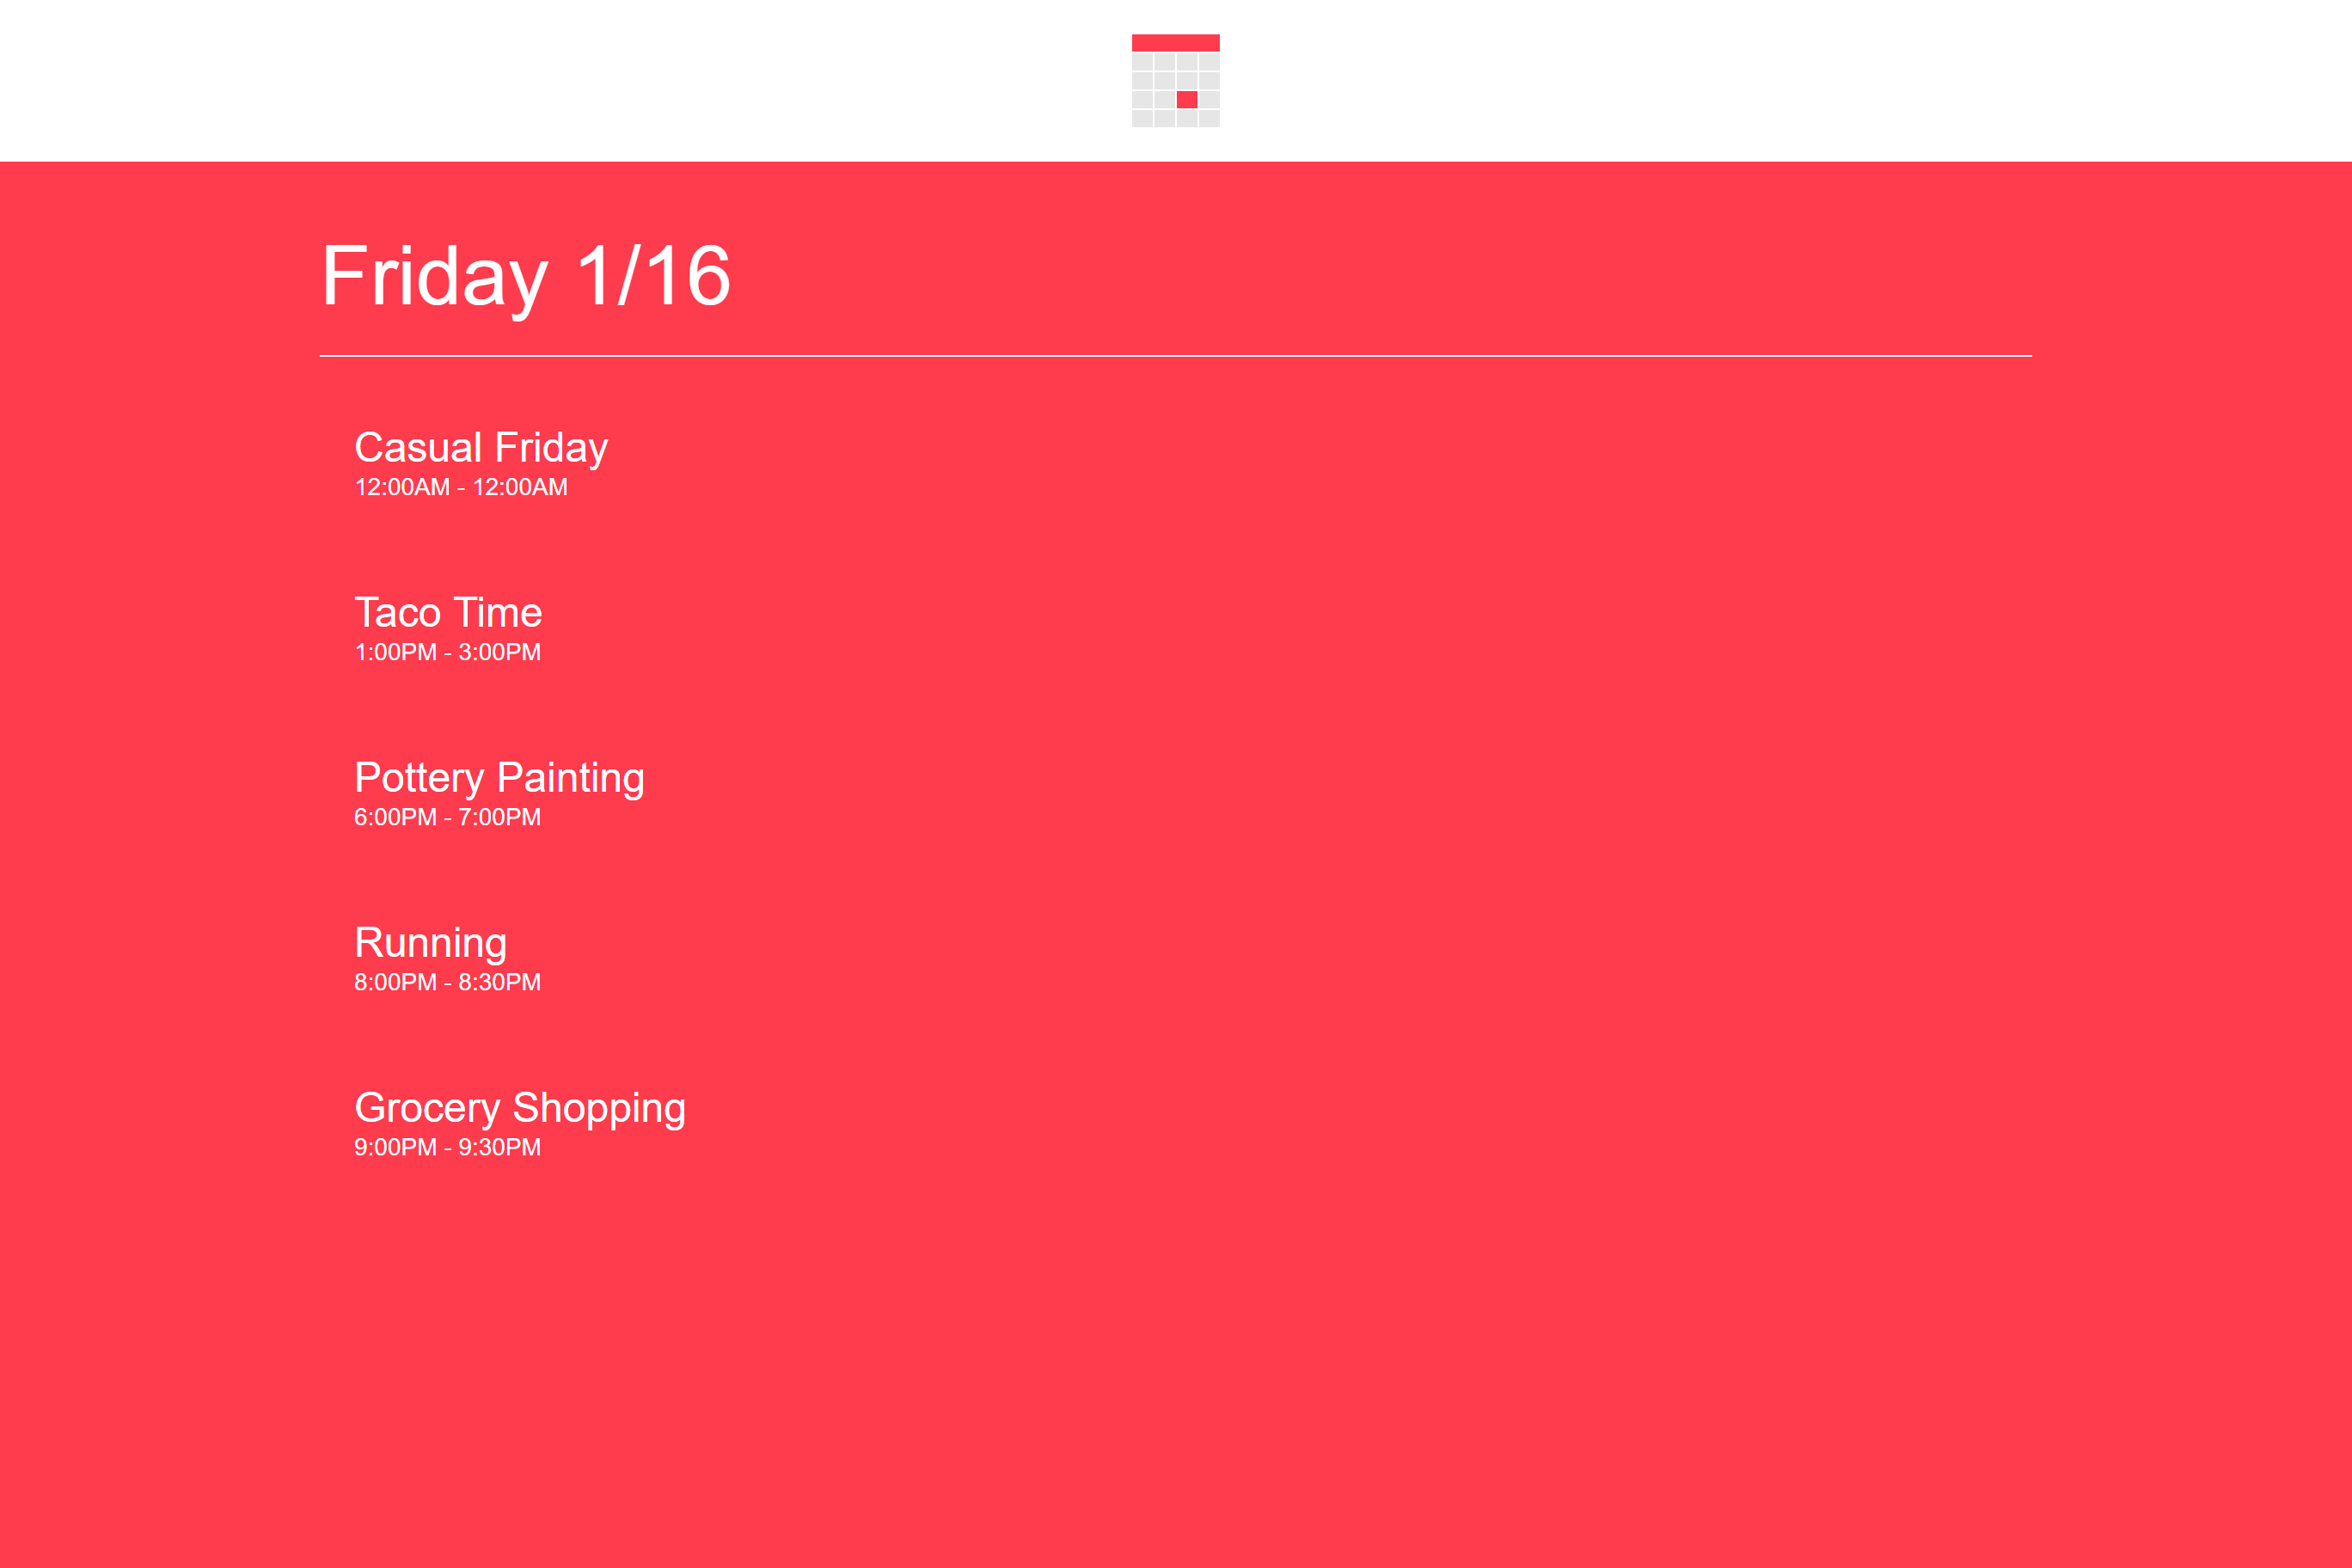 Friday 1/16
Casual Friday
12:00AM - 12:00AM
Taco Time
1:00PM - 3:00PM
Pottery Painting
6:00PM - 7:00PM
Running
8:00PM - 8:30PM
Grocery Shopping
9:00PM - 9:30PM